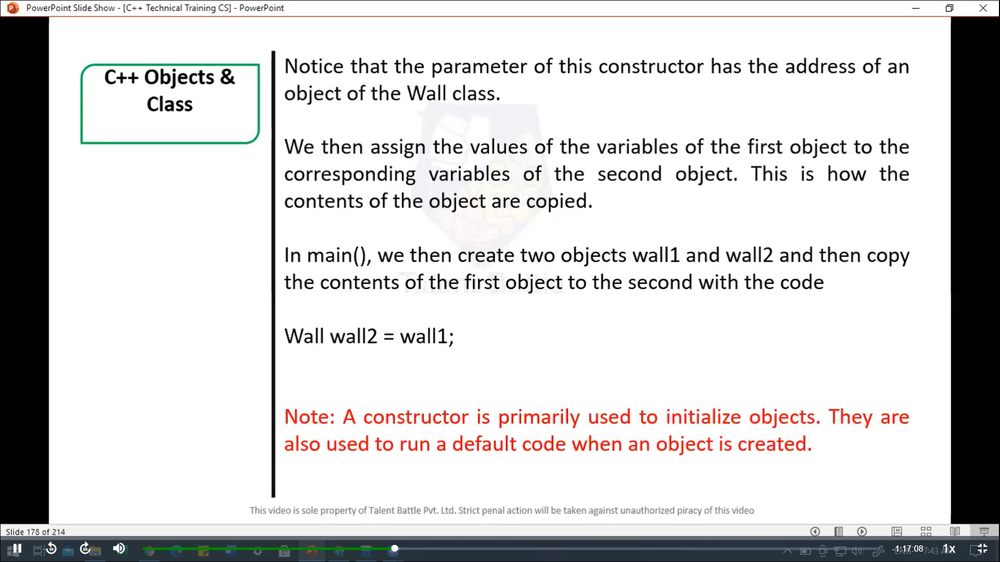 PowerPoint Slide Show - [C++ Technical Training CS] - PowerPoint
C++ Objects &
Class
Notice that the parameter of this constructor has the address of an
object of the Wall class.
We then assign the values of the variables of the first object to the
corresponding variables of the second object. This is how the
contents of the object are copied.
In main(), we then create two objects wall1 and wall2 and then copy
the contents of the first object to the second with the code
Wall wall2 = wall1;
Note: A constructor is primarily used to initialize objects. They are
also used to run a default code when an object is created.
This video is sole property of Talent Battle Pvt. Ltd. Strict penal action will be taken against unauthorized piracy of this video
Slide 178 of 214
10
30
-1:17:08
1x